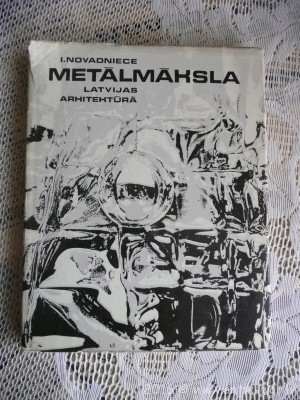 I.NOVADNIECE
METĀLMĀKSLA
LATVIJAS
ARHITEKTŪRĀ